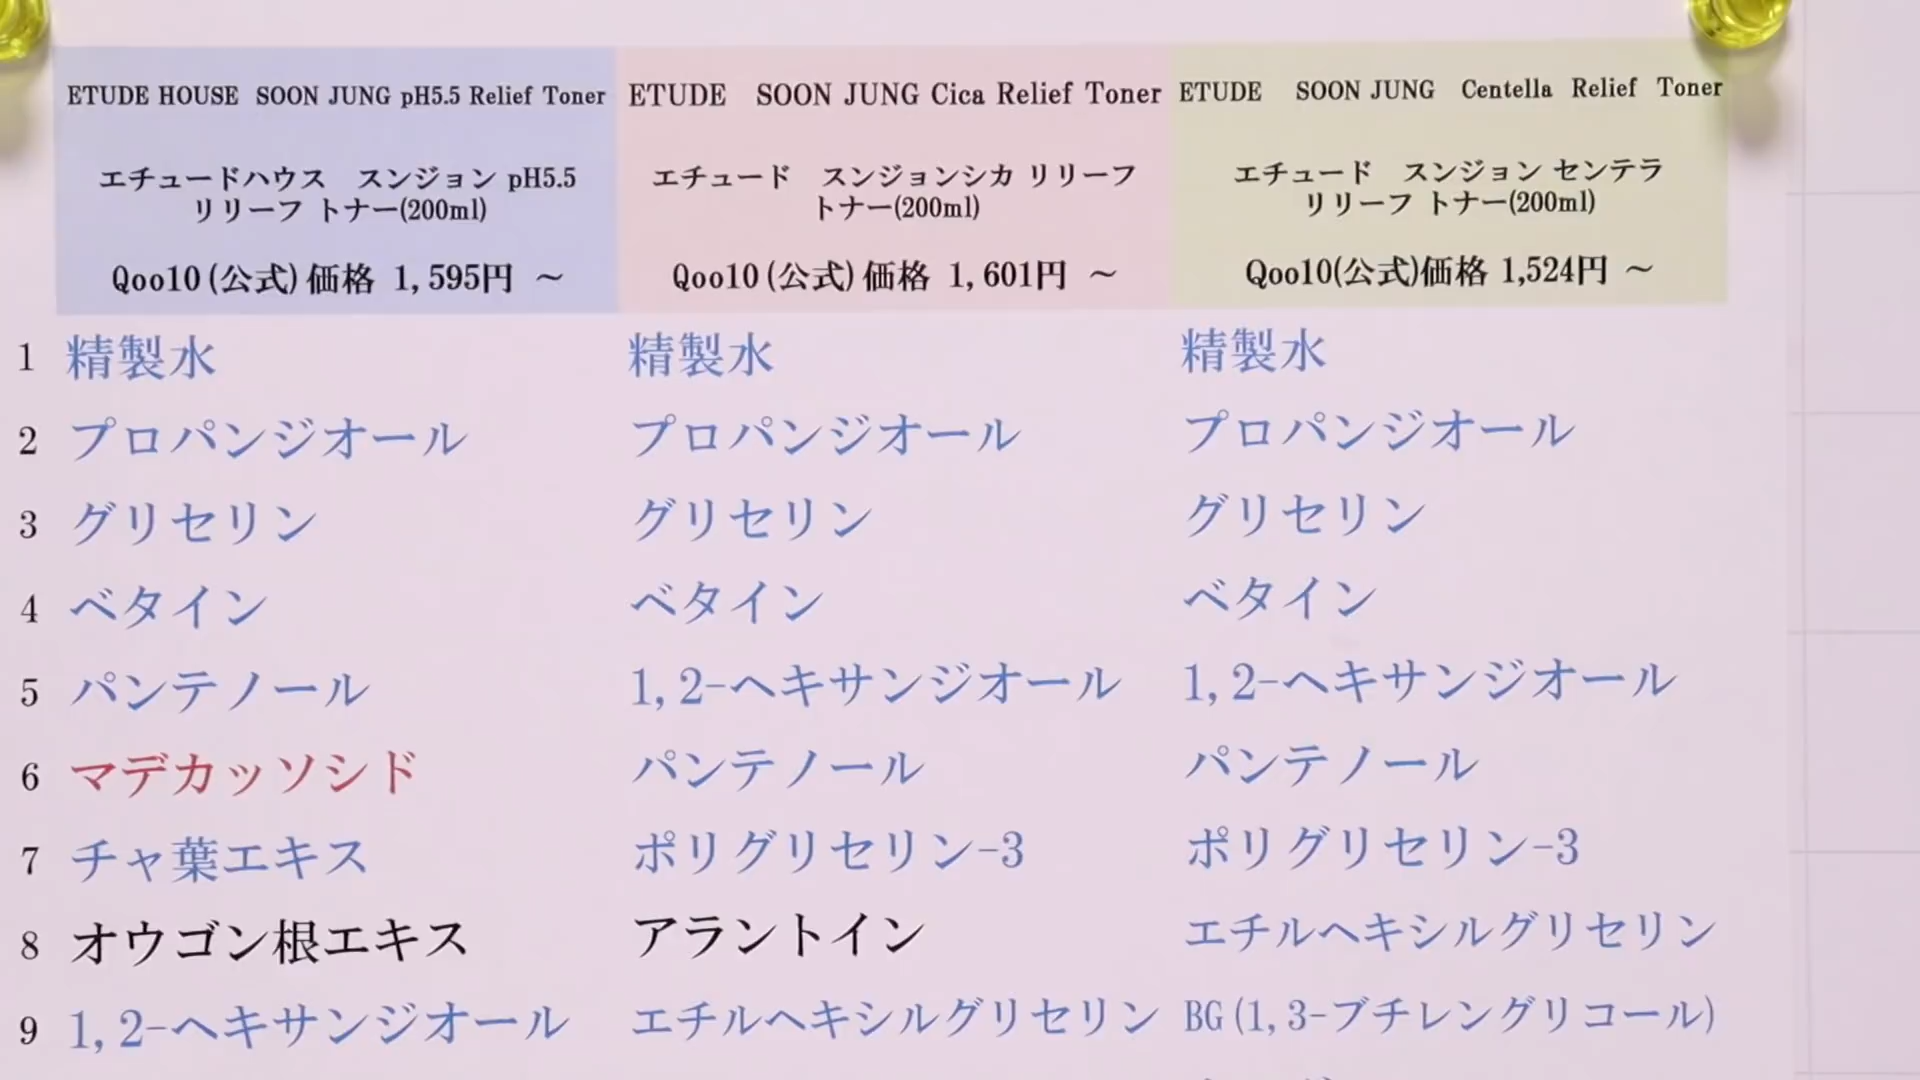 ETUDE HOUSE SOON JUNG pH5.5 Relief Toner
エチュードハウス スンジョン pH5.5
リリーフ トナー(200ml)
Qoo10(公式)価格 1,595円 ～
ETUDE SOON JUNG Cica Relief Toner
エチュード スンジョンシカ リリーフ
トナー(200ml)
Qoo10(公式)価格 1,601円 ～
ETUDE SOON JUNG Centella Relief Toner
エチュード スンジョン センテラ
リリーフ トナー(200ml)
Qoo10(公式)価格 1,524円 ～
1 精製水 精製水 精製水
2 プロパンジオール プロパンジオール プロパンジオール
3 グリセリン グリセリン グリセリン
4 ベタイン ベタイン ベタイン
5 パンテノール 1,2-ヘキサンジオール 1,2-ヘキサンジオール
6 マデカッソシド パンテノール パンテノール
7 チャ葉エキス ポリグリセリン-3 ポリグリセリン-3
8 オウゴン根エキス アラントイン エチルヘキシルグリセリン
9 1,2-ヘキサンジオール エチルヘキシルグリセリン BG(1,3-ブチレングリコール)